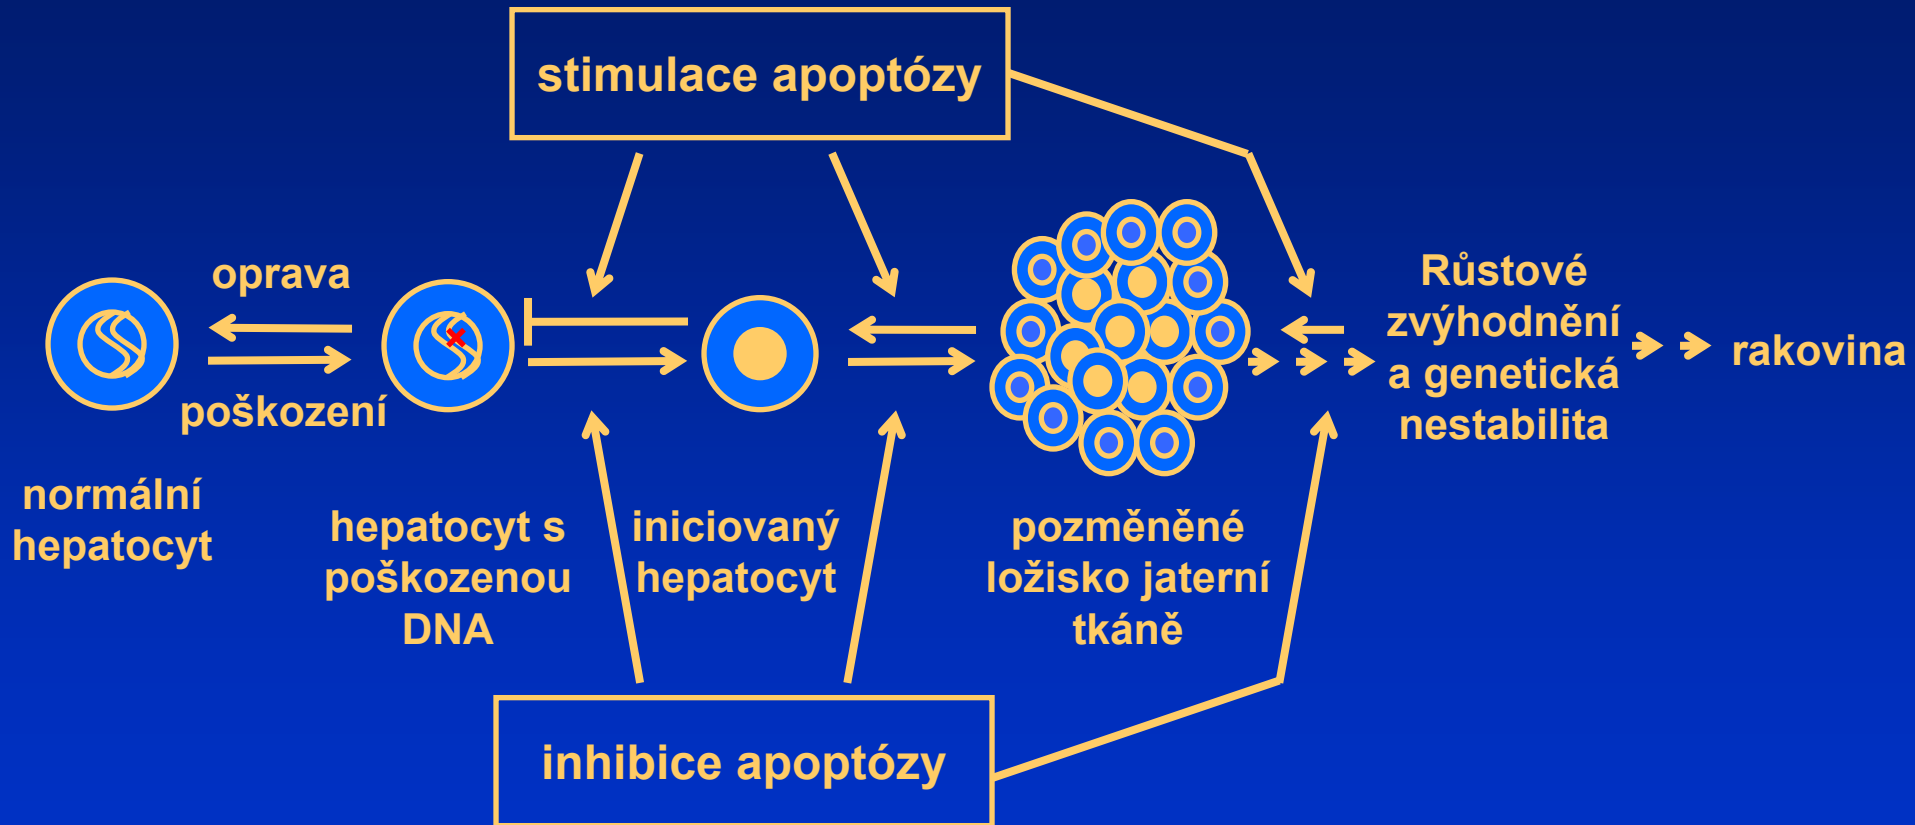 stimulace apoptózy
oprava
poškození
normální
hepatocyt
hepatocyt s
poškozenou
DNA
iniciovaný
hepatocyt
pozměněné
ložisko jaterní
tkáně
Růstové
zvýhodnění
a genetická
nestabilita
rakovina
inhibice apoptózy